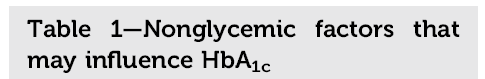 Table 1—Nonglycemic factors that
may influence HbA1c